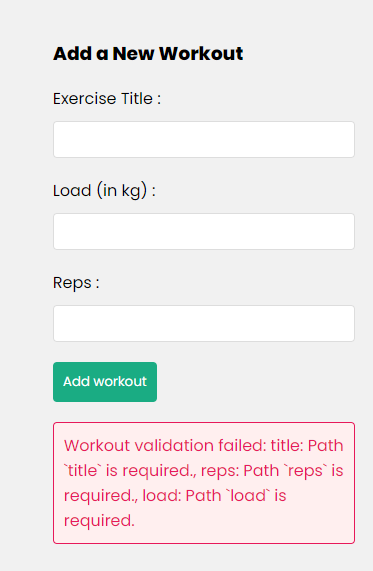 Add a New Workout
Exercise Title :
Load (in kg) :
Reps :
Add workout
Workout validation failed: title: Path
`title` is required., reps: Path `reps` is
required., load: Path `load` is
required.